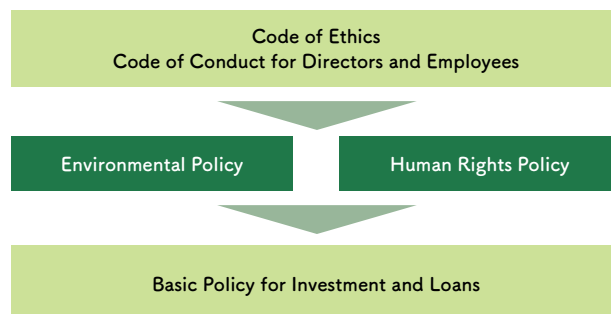 Code of Ethics
Code of Conduct for Directors and Employees
Environmental Policy
Human Rights Policy
Basic Policy for Investment and Loans